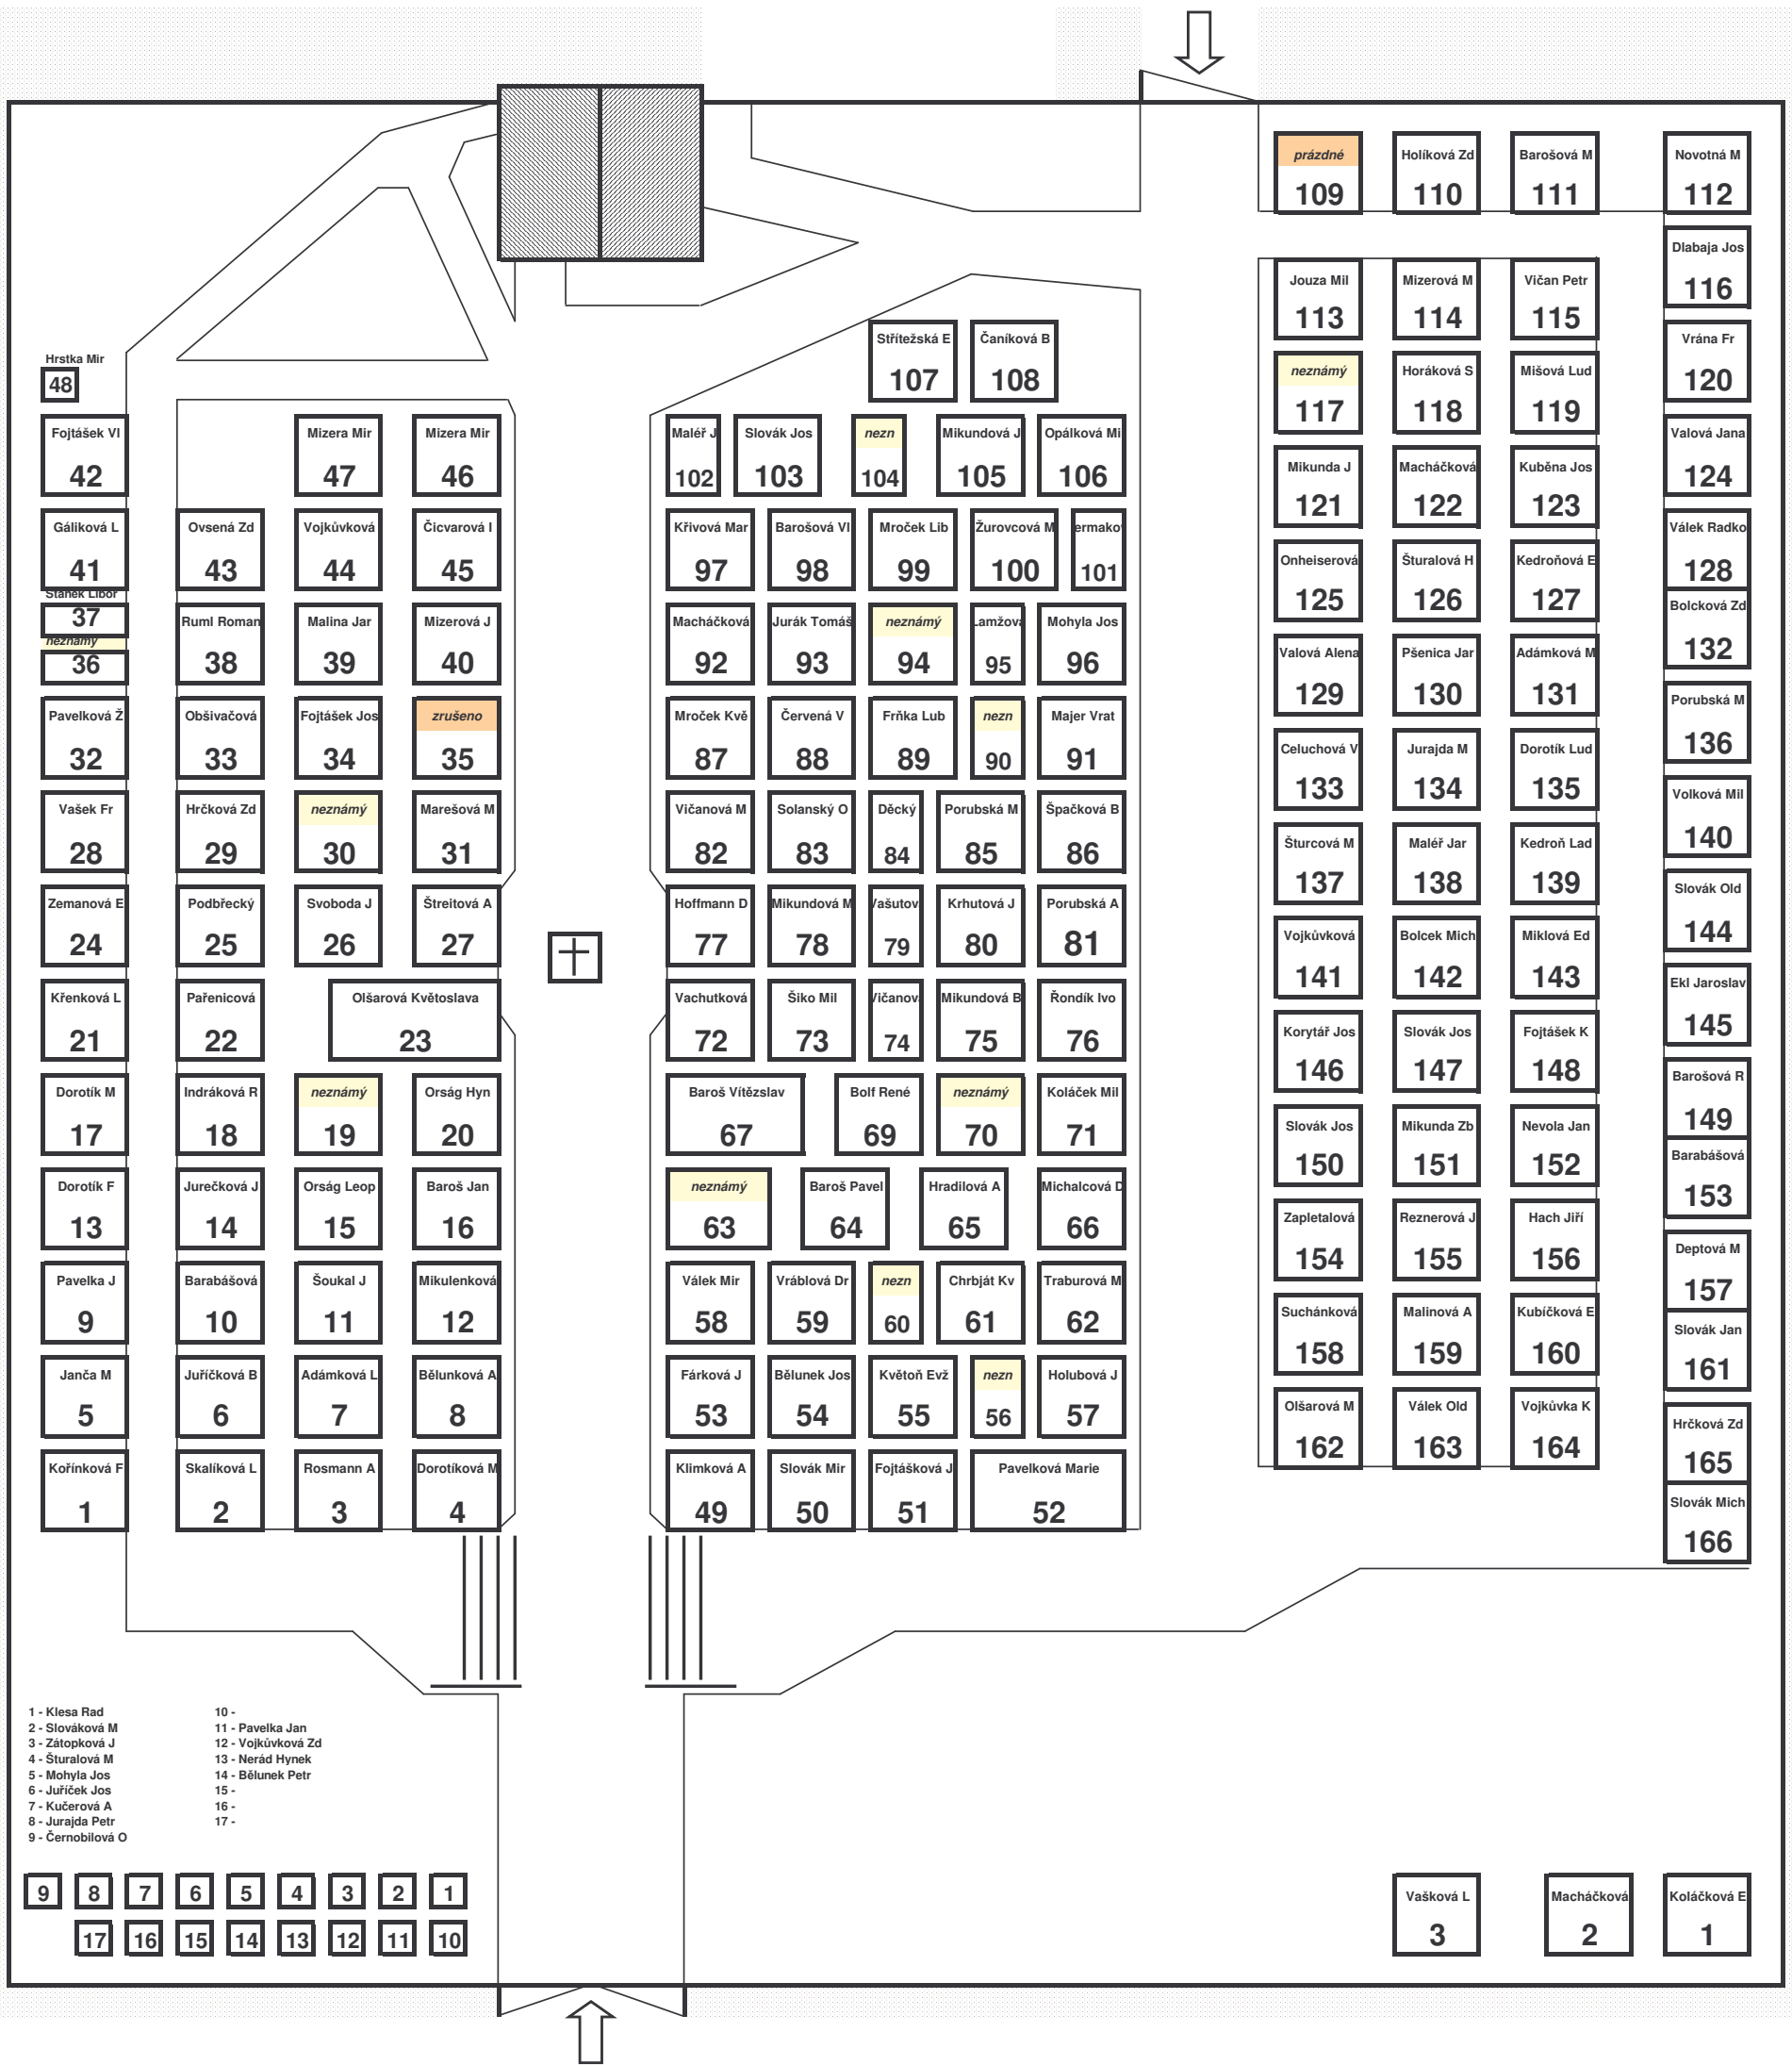 prázdné
109
Holíková Zd
110
Barošová M
111
Novotná M
112
Dlabaja Jos
116
Jouza Mil
113
Mizerová M
114
Vičan Petr
115
Vrána Fr
120
Střítežská E
107
Čaníková B
108
neznámý
117
Horáková S
118
Mišová Lud
119
Hrstka Mir
48
Fojtášek Vl
42
Mizera Mir
47
Mizera Mir
46
Maléř J
102
Slovák Jos
103
nezn
104
Mikundová J
105
Opálková Mi
106
Valová Jana
124
Mikunda J
121
Macháčková
122
Kuběna Jos
123
Gáliková L
41
Ovsená Zd
43
Vojkůvková
44
Čicvarová I
45
Křivová Mar
97
Barošová Vl
98
Mroček Lib
99
Žurovcová M
100
101
Válek Radko
128
Onheiserová
125
Šturalová H
126
Kedroňová E
127
Staněk Libor
37
neznámý
36
Ruml Roman
38
Malina Jar
39
Mizerová J
40
Macháčková
92
Jurák Tomáš
93
neznámý
94
Lamžová
95
Mohyla Jos
96
Bolcková Zd
132
Valová Alena
129
Pšenica Jar
130
Adámková M
131
Pavelková Ž
32
Obšivačová
33
Fojtášek Jos
34
zrušeno
35
Mroček Kvě
87
Červená V
88
Frňka Lub
89
nezn
90
Majer Vrat
91
Porubská M
136
Celuchová V
133
Jurajda M
134
Dorotík Lud
135
Vašek Fr
28
Hrčková Zd
29
neznámý
30
Marešová M
31
Vičanová M
82
Solanský O
83
Děcký
84
Porubská M
85
Špačková B
86
Volková Mil
140
Šturcová M
137
Maléř Jar
138
Kedroň Lad
139
Zemanová E
24
Podbřecký
25
Svoboda J
26
Štreitová A
27
Hoffmann D
77
Mikundová M
78
Vašutová
79
Krhutová J
80
Porubská A
81
Slovák Old
144
Vojkůvková
141
Bolcek Mich
142
Miklová Ed
143
Křenková L
21
Pařenicová
22
Olšarová Květoslava
23
Vachutková
72
Šiko Mil
73
Vičanová
74
Mikundová B
75
Řondík Ivo
76
Ekl Jaroslav
145
Korytář Jos
146
Slovák Jos
147
Fojtášek K
148
Dorotík M
17
Indráková R
18
neznámý
19
Orság Hyn
20
Baroš Vítězslav
67
Bolf René
69
neznámý
70
Koláček Mil
71
Barošová R
149
Slovák Jos
150
Mikunda Zb
151
Nevola Jan
152
Barabášová
153
Dorotík F
13
Jurečková J
14
Orság Leop
15
Baroš Jan
16
neznámý
63
Baroš Pavel
64
Hradilová A
65
Michalcová D
66
Zapletalová
154
Reznerová J
155
Hach Jiří
156
Deptová M
157
Pavelka J
9
Barabášová
10
Šoukal J
11
Mikulenková
12
Válek Mir
58
Vráblová Dr
59
nezn
60
Chrbját Kv
61
Traburová M
62
Suchánková
158
Malinová A
159
Kubíčková E
160
Slovák Jan
161
Janča M
5
Juříčková B
6
Adámková L
7
Bělunková A
8
Fárková J
53
Bělunek Jos
54
Květoň Evž
55
nezn
56
Holubová J
57
Olšarová M
162
Válek Old
163
Vojkůvka K
164
Hrčková Zd
165
Kořínková F
1
Skalíková L
2
Rosmann A
3
Dorotíková M
4
Klimková A
49
Slovák Mir
50
Fojtášková J
51
Pavelková Marie
52
Slovák Mich
166
1 - Klesa Rad
2 - Slováková M
3 - Zátopková J
4 - Šturalová M
5 - Mohyla Jos
6 - Juříček Jos
7 - Kučerová A
8 - Jurajda Petr
9 - Černobilová O
10 -
11 - Pavelka Jan
12 - Vojkůvková Zd
13 - Nerád Hynek
14 - Bělunek Petr
15 -
16 -
17 -
9 8 7 6 5 4 3 2 1
17 16 15 14 13 12 11 10
Vašková L
3
Macháčková
2
Koláčková E
1